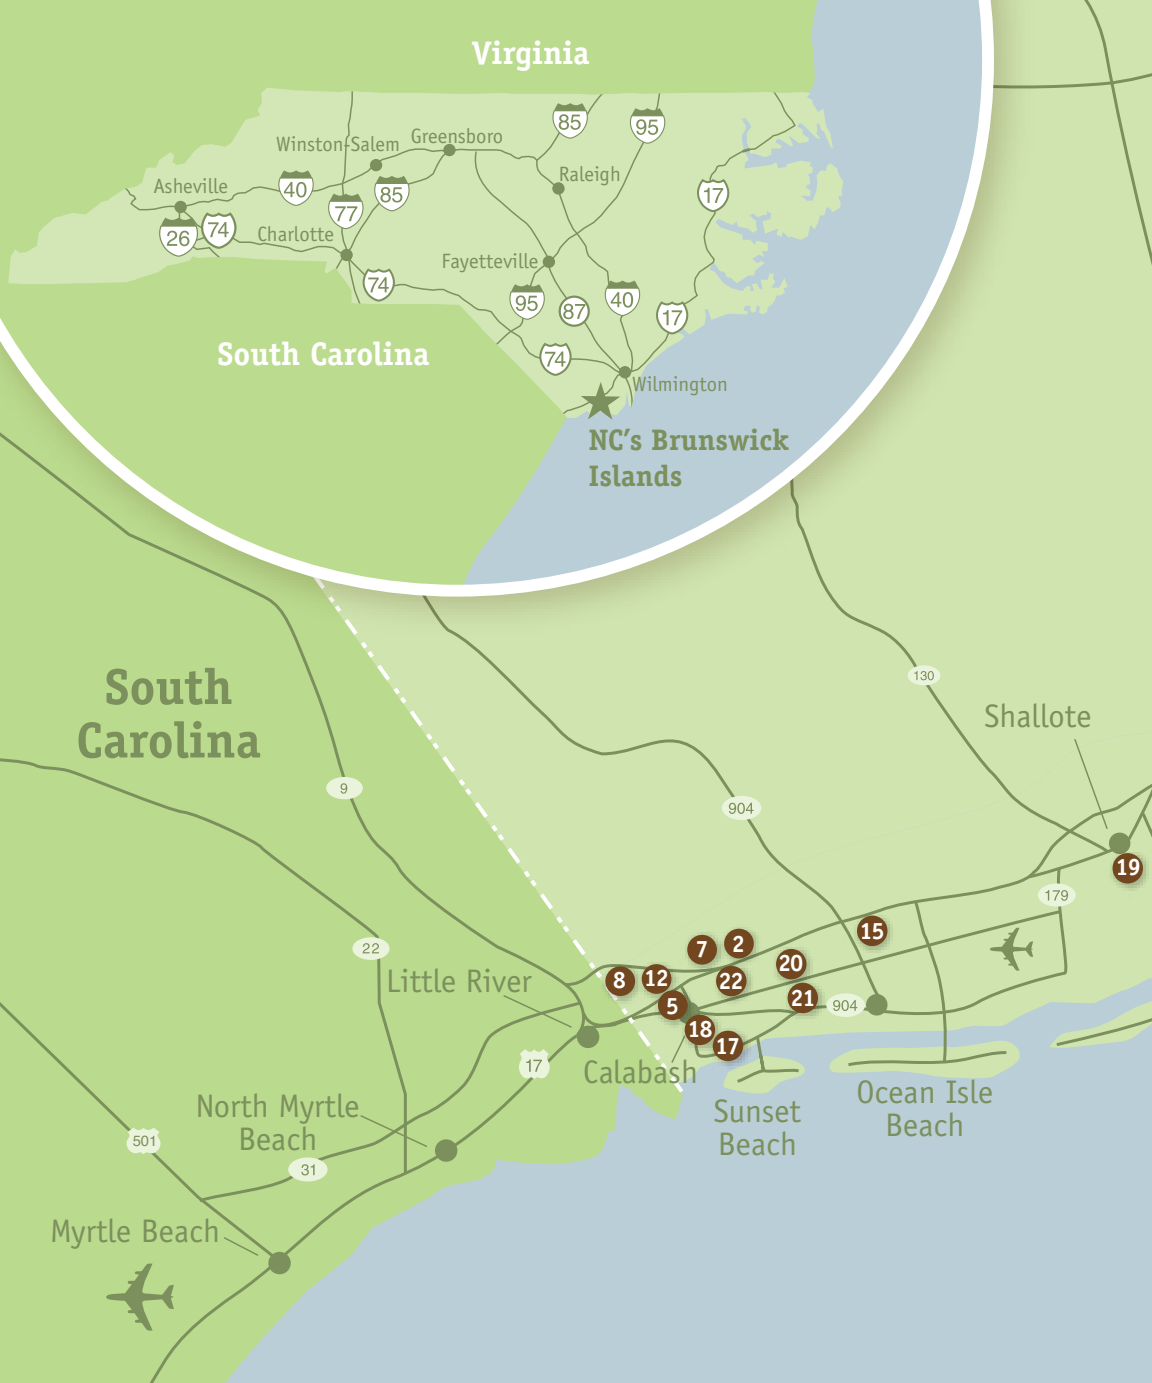 Virginia
85
95
Winston-Salem
Greensboro
Raleigh
Asheville
40
85
17
77
26
74
Charlotte
Fayetteville
74
95
87
40
17
South Carolina
74
Wilmington
NC's Brunswick
Islands
South
Carolina
130
Shallote
9
904
19
179
15
7
2
20
22
12
8
21
5
904
18
17
22
Little River
17
Calabash
Ocean Isle
Beach
Sunset
Beach
North Myrtle
Beach
501
31
Myrtle Beach